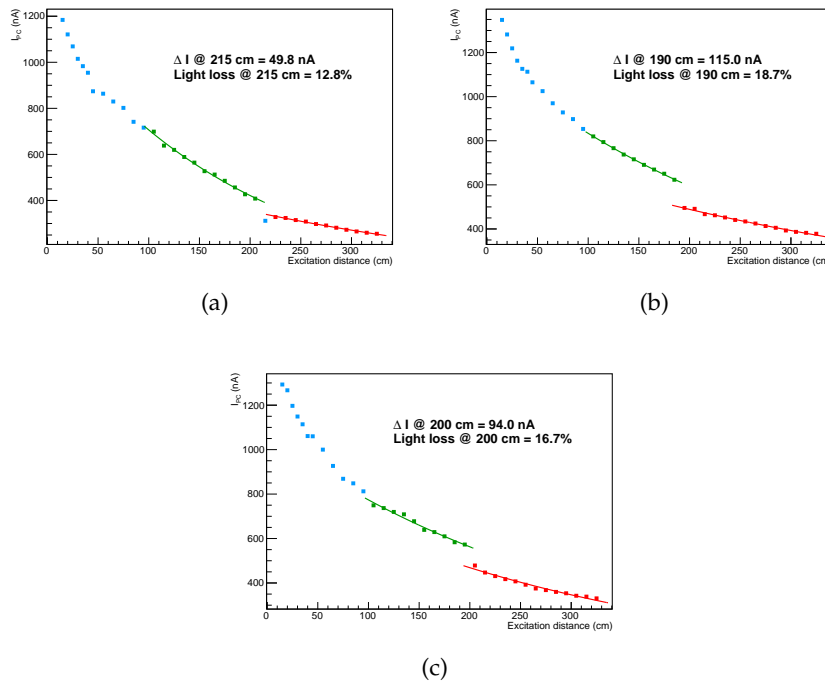 I_PC (nA)
1200
1000
800
600
400
Δ I @ 215 cm = 49.8 nA
Light loss @ 215 cm = 12.8%
0 50 100 150 200 250 300
Excitation distance (cm)
(a)
I_PC (nA)
1400
1200
1000
800
600
400
Δ I @ 190 cm = 115.0 nA
Light loss @ 190 cm = 18.7%
0 50 100 150 200 250 300
Excitation distance (cm)
(b)
I_PC (nA)
1200
1000
800
600
400
Δ I @ 200 cm = 94.0 nA
Light loss @ 200 cm = 16.7%
0 50 100 150 200 250 300
Excitation distance (cm)
(c)